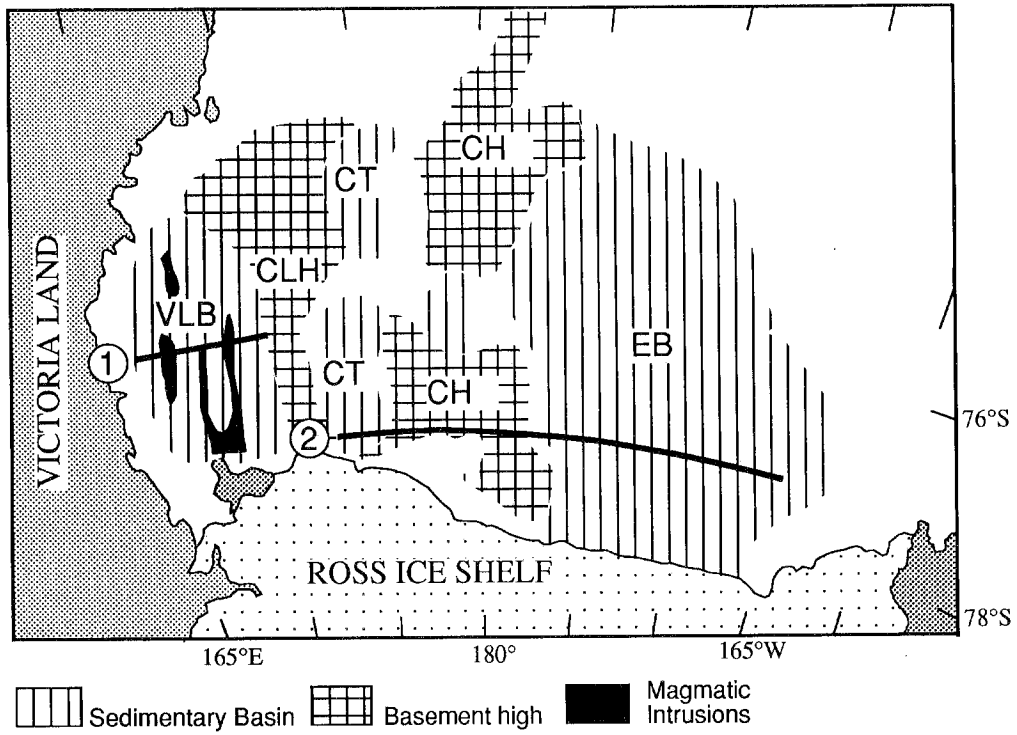 CH
CT
CLH
VLB
VICTORIA LAND
1
EB
CT
CH
2
76°S
ROSS ICE SHELF
78°S
165°E
180°
165°W
Sedimentary Basin
Basement high
Magmatic
Intrusions